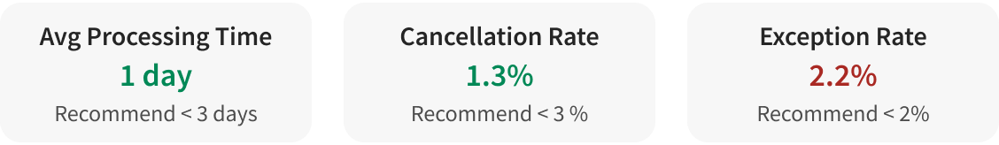 Avg Processing Time
1 day
Recommend < 3 days
Cancellation Rate
1.3%
Recommend < 3 %
Exception Rate
2.2%
Recommend < 2%